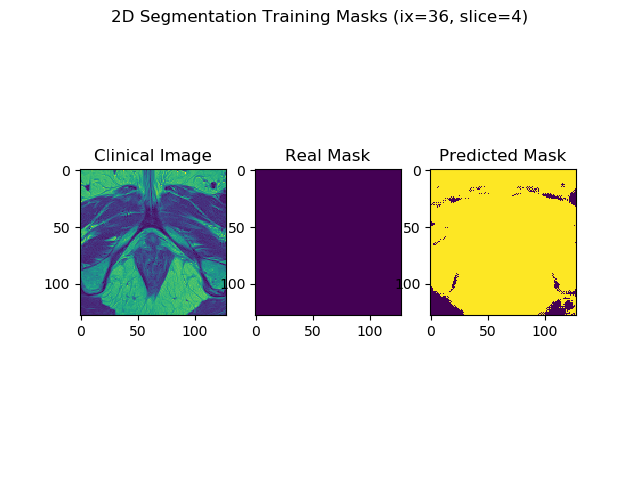 2D Segmentation Training Masks (ix=36, slice=4)
Clinical Image Real Mask Predicted Mask
0 0 0
50 50 50
100 100 100
0 50 100 0 50 100 0 50 100